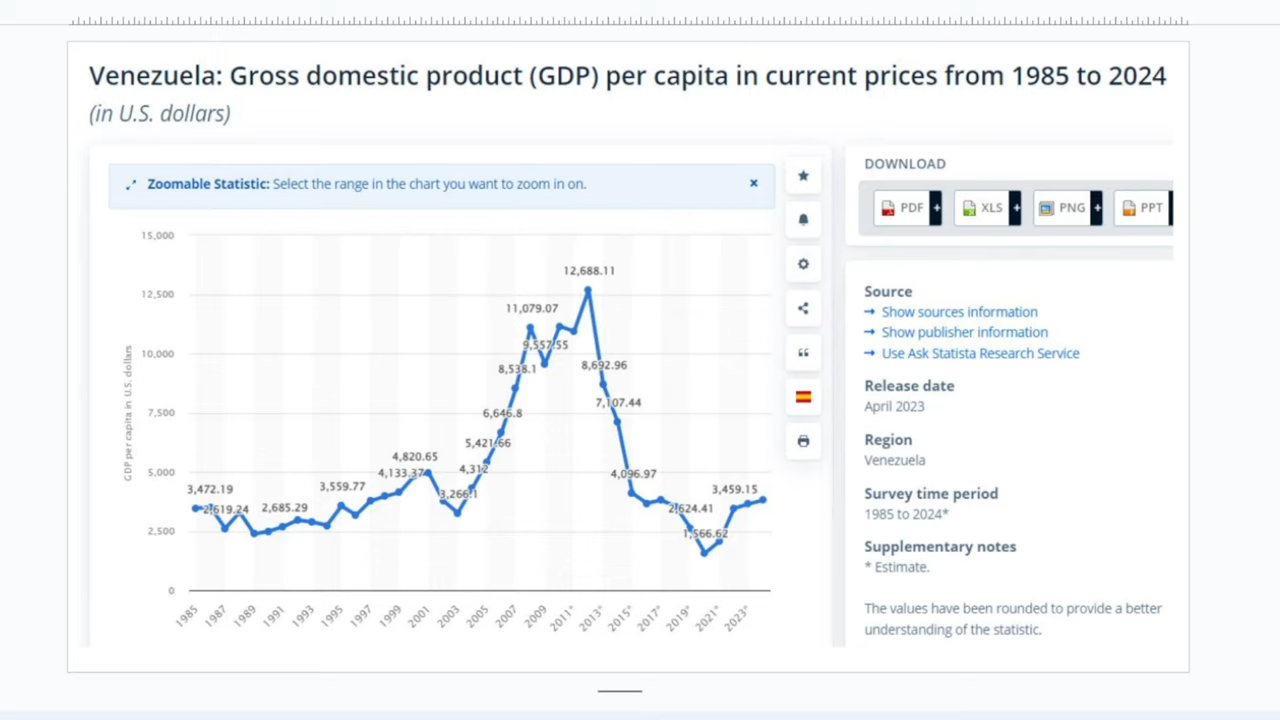 Venezuela: Gross domestic product (GDP) per capita in current prices from 1985 to 2024
(in U.S. dollars)
Zoomable Statistic: Select the range in the chart you want to zoom in on.
×
GDP per capita in U.S. dollars
15,000
12,500
10,000
7,500
5,000
2,500
0
3,472.19
2,619.24
2,685.29
3,559.77
4,133.37
4,820.65
3,266.1
4,312
5,421.66
6,646.8
8,538.1
11,079.07
9,557.55
12,688.11
8,692.96
7,107.44
4,096.97
2,624.41
1,566.62
3,459.15
1985
1987
1989
1991
1993
1995
1997
1999
2001
2003
2005
2007
2009
2011*
2013*
2015*
2017*
2019*
2021*
2023*
DOWNLOAD
PDF +
XLS +
PNG +
PPT
Source
→ Show sources information
→ Show publisher information
→ Use Ask Statista Research Service
Release date
April 2023
Region
Venezuela
Survey time period
1985 to 2024*
Supplementary notes
* Estimate.
The values have been rounded to provide a better
understanding of the statistic.